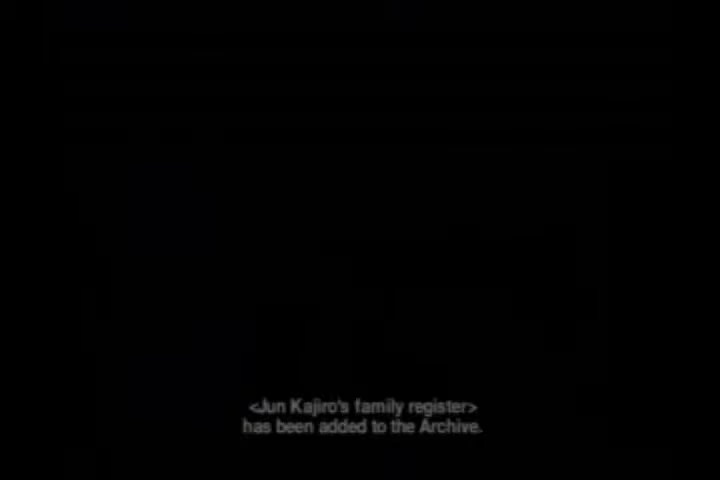 <Jun Kajiro's family register>
has been added to the Archive.